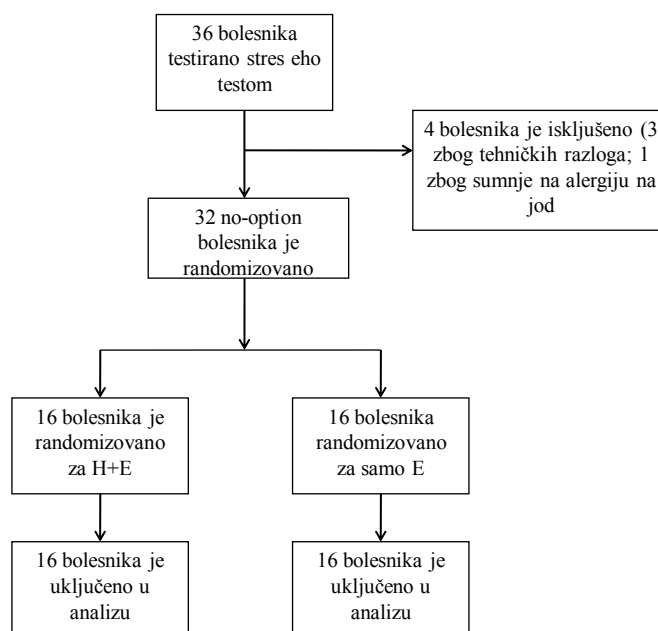 36 bolesnika
testirano stres eho
testom
4 bolesnika je isključeno (3
zbog tehničkih razloga; 1
zbog sumnje na alergiju na
jod
32 no-option
bolesnika je
randomizovano
16 bolesnika je
randomizovano
za H+E
16 bolesnika
randomizovano
za samo E
16 bolesnika je
uključeno u
analizu
16 bolesnika je
uključeno u
analizu